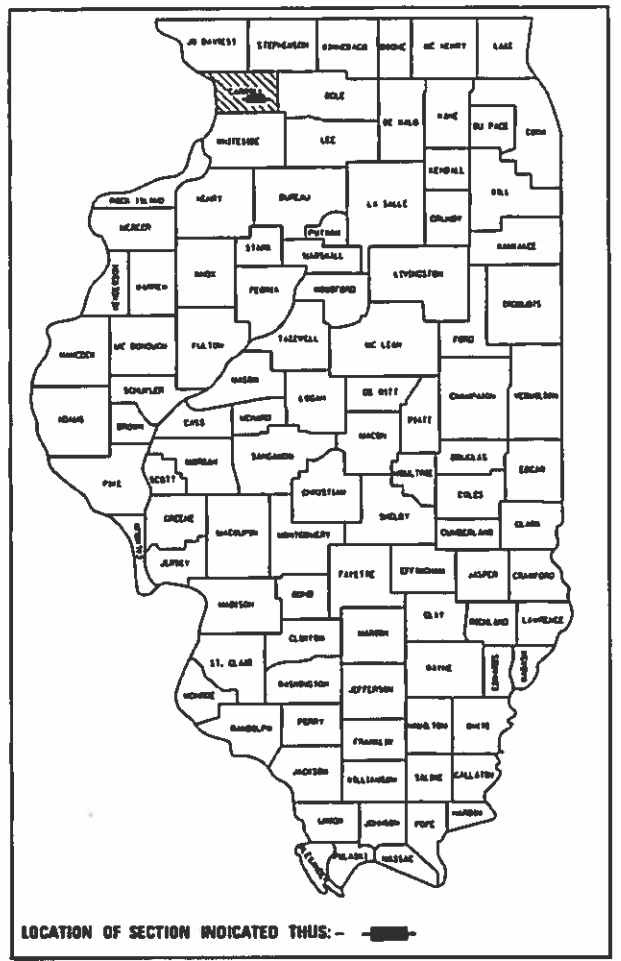 JO DAVIESS STEPHENSON WINNEBAGO BOONE MC HENRY LAKE
CARROLL OGLE DE KALB KANE DU PAGE COOK
WHITESIDE LEE KENDALL WILL
ROCK ISLAND HENRY BUREAU LA SALLE GRUNDY
MERCER PUTNAM KANKAKEE
STARK MARSHALL
HENDERSON WARREN KNOX PEORIA WOODFORD LIVINGSTON IROQUOIS
HANCOCK MC DONOUGH FULTON TAZEWELL MC LEAN FORD
MASON
SCHUYLER LOGAN DE WITT CHAMPAIGN VERMILION
ADAMS BROWN CASS MENARD MACON PIATT
MORGAN SANGAMON DOUGLAS EDGAR
PIKE SCOTT CHRISTIAN MOULTRIE COLES
GREENE MACOUPIN MONTGOMERY SHELBY CUMBERLAND CLARK
CALHOUN JERSEY FAYETTE EFFINGHAM JASPER CRAWFORD
MADISON BOND
CLINTON MARION CLAY RICHLAND LAWRENCE
ST. CLAIR WASHINGTON JEFFERSON WAYNE EDWARDS WABASH
MONROE
RANDOLPH PERRY FRANKLIN HAMILTON WHITE
JACKSON WILLIAMSON SALINE GALLATIN
UNION JOHNSON POPE HARDIN
ALEXANDER PULASKI MASSAC
LOCATION OF SECTION INDICATED THUS: -